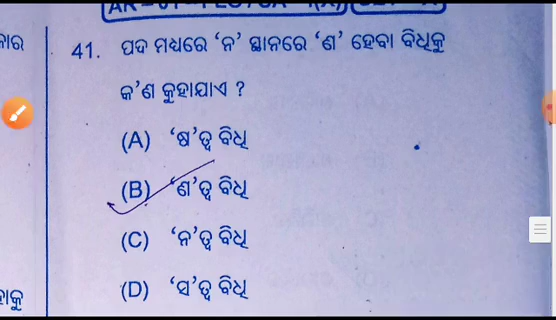 41. ପଦ ମଧ୍ୟରେ ‘ନ’ ସ୍ଥାନରେ ‘ଣ’ ହେବା ବିଧିକୁ
କ’ଣ କୁହାଯାଏ ?
(A) ‘ଷ’ତ୍ୱ ବିଧି
(B) ‘ଣ’ତ୍ୱ ବିଧି
(C) ‘ନ’ତ୍ୱ ବିଧି
(D) ‘ସ’ତ୍ୱ ବିଧି